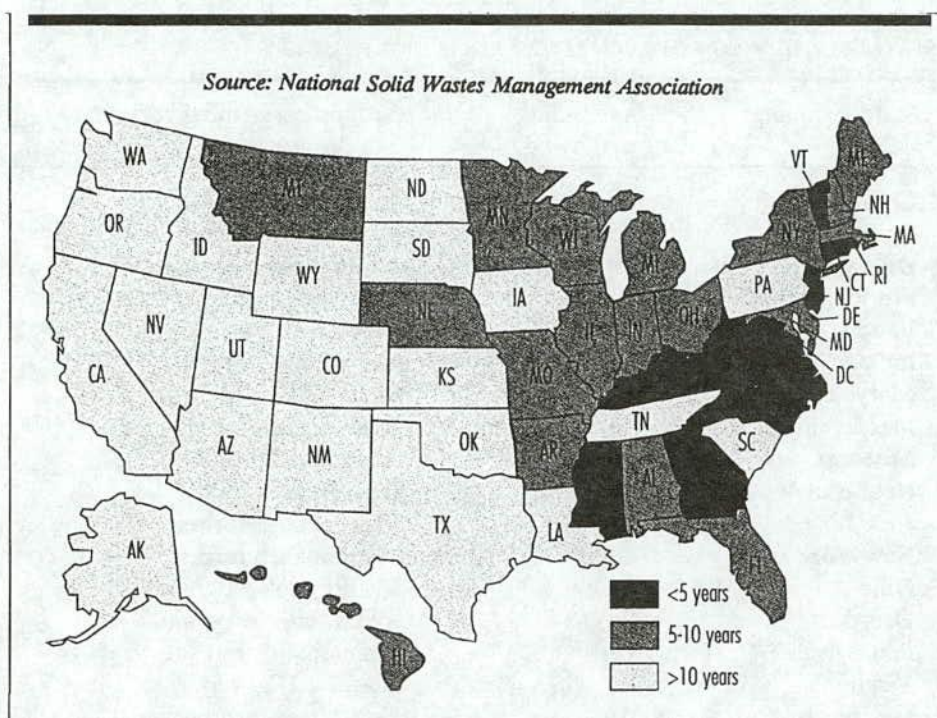 Source: National Solid Wastes Management Association
WA
OR
CA
NV
ID
MT
WY
UT
AZ
CO
NM
ND
SD
NE
KS
OK
TX
MN
IA
MO
AR
LA
WI
IL
MI
IN
OH
TN
AL
FL
SC
PA
NY
VT
ME
NH
MA
RI
CT
NJ
DE
MD
DC
AK
HI
<5 years
5-10 years
>10 years